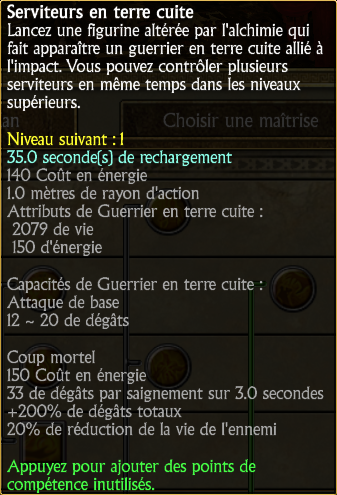 Serviteurs en terre cuite
Lancez une figurine altérée par l'alchimie qui
fait apparaître un guerrier en terre cuite allié à
l'impact. Vous pouvez contrôler plusieurs
serviteurs en même temps dans les niveaux
supérieurs.
Choisir une maîtrise
Niveau suivant : 1
35.0 seconde(s) de rechargement
140 Coût en énergie
1.0 mètres de rayon d'action
Attributs de Guerrier en terre cuite :
2079 de vie
150 d'énergie
Capacités de Guerrier en terre cuite :
Attaque de base
12 ~ 20 de dégâts
Coup mortel
150 Coût en énergie
33 de dégâts par saignement sur 3.0 secondes
+200% de dégâts totaux
20% de réduction de la vie de l'ennemi
Appuyez pour ajouter des points de
compétence inutilisés.